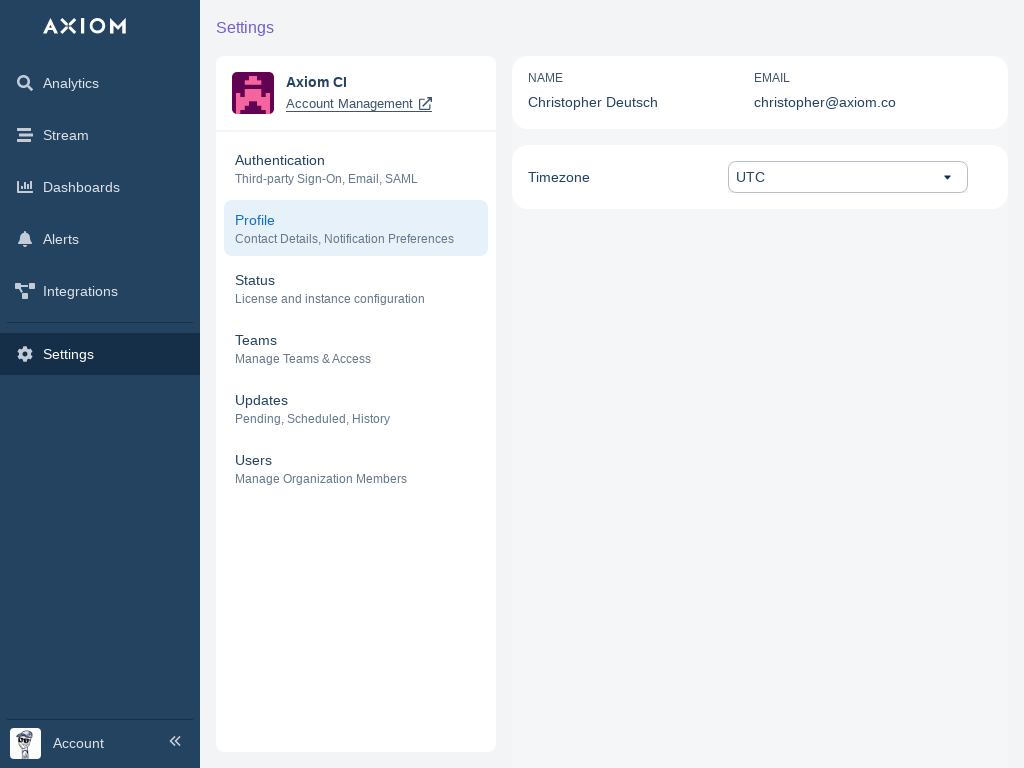 AXIOM
Analytics
Stream
Dashboards
Alerts
Integrations
Settings
Account
Settings
Axiom CI
Account Management
Authentication
Third-party Sign-On, Email, SAML
Profile
Contact Details, Notification Preferences
Status
License and instance configuration
Teams
Manage Teams & Access
Updates
Pending, Scheduled, History
Users
Manage Organization Members
NAME
Christopher Deutsch
EMAIL
christopher@axiom.co
Timezone
UTC